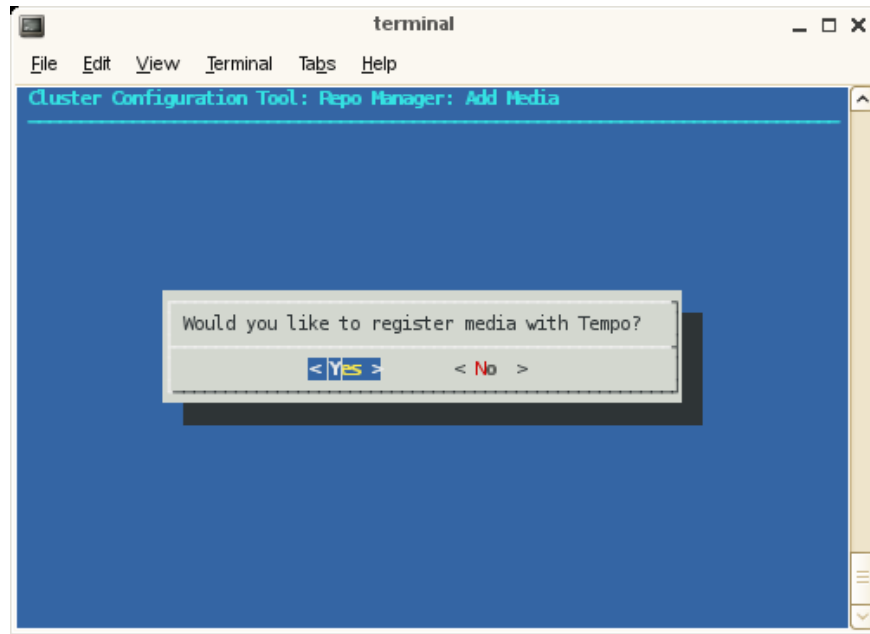 terminal
File Edit View Terminal Tabs Help
Cluster Configuration Tool: Repo Manager: Add Media
Would you like to register media with Tempo?
< Yes > < No >